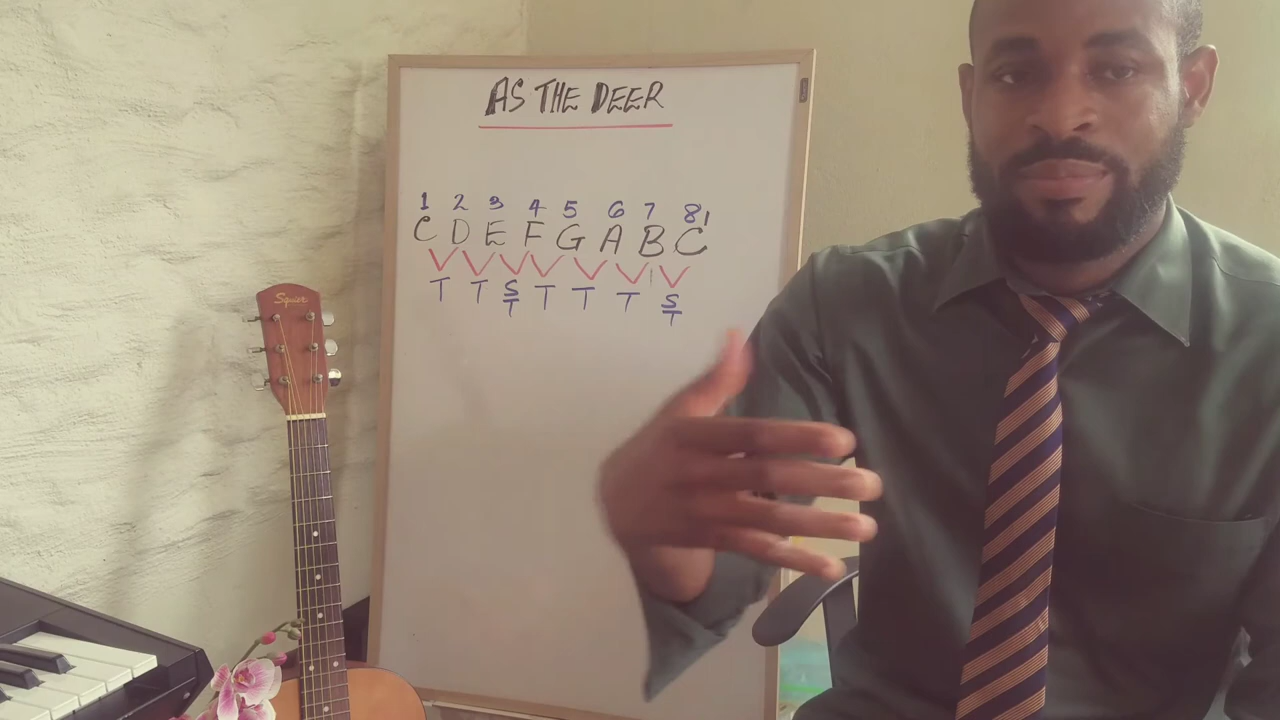 AS THE DEER
1 2 3 4 5 6 7 8
C D E F G A B C
T T S T T T S
T T
Squier